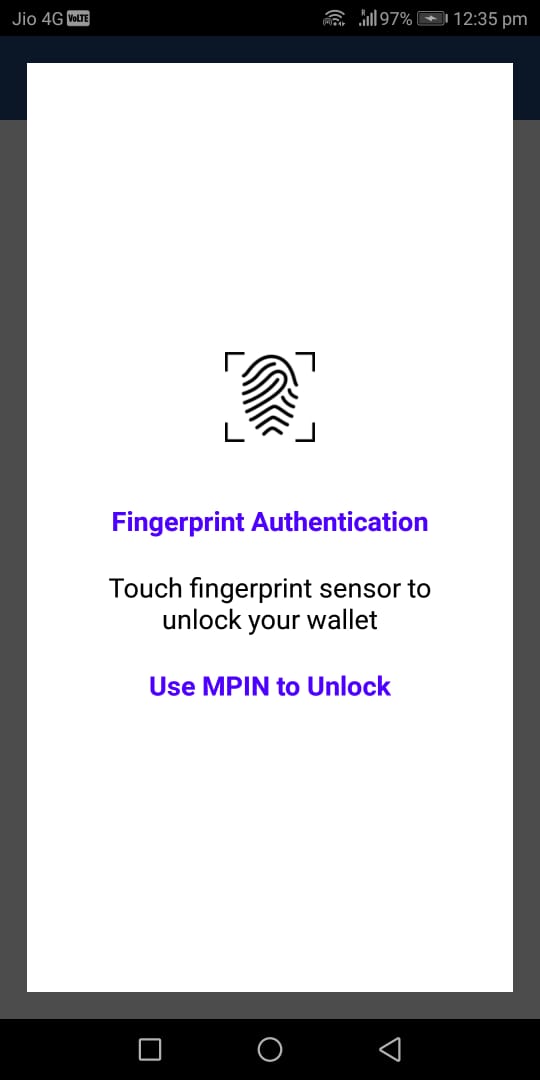 Jio 4G VoLTE 97% 12:35 pm
Fingerprint Authentication
Touch fingerprint sensor to
unlock your wallet
Use MPIN to Unlock